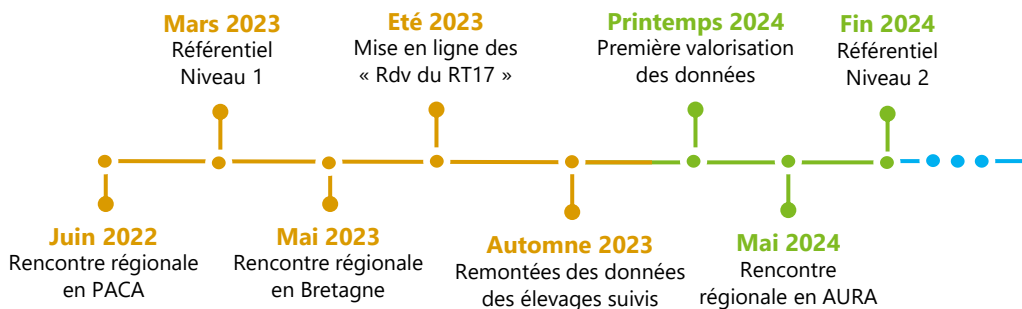 Mars 2023
Référentiel
Niveau 1
Eté 2023
Mise en ligne des
« Rdv du RT17 »
Printemps 2024
Première valorisation
des données
Fin 2024
Référentiel
Niveau 2
Juin 2022
Rencontre régionale
en PACA
Mai 2023
Rencontre régionale
en Bretagne
Automne 2023
Remontées des données
des élevages suivis
Mai 2024
Rencontre
régionale en AURA